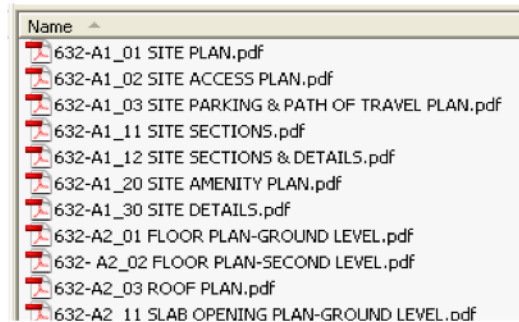 Name
632-A1_01 SITE PLAN.pdf
632-A1_02 SITE ACCESS PLAN.pdf
632-A1_03 SITE PARKING & PATH OF TRAVEL PLAN.pdf
632-A1_11 SITE SECTIONS.pdf
632-A1_12 SITE SECTIONS & DETAILS.pdf
632-A1_20 SITE AMENITY PLAN.pdf
632-A1_30 SITE DETAILS.pdf
632-A2_01 FLOOR PLAN-GROUND LEVEL.pdf
632- A2_02 FLOOR PLAN-SECOND LEVEL.pdf
632-A2_03 ROOF PLAN.pdf
632-A2_11 SLAB OPENING PLAN-GROUND LEVEL.pdf